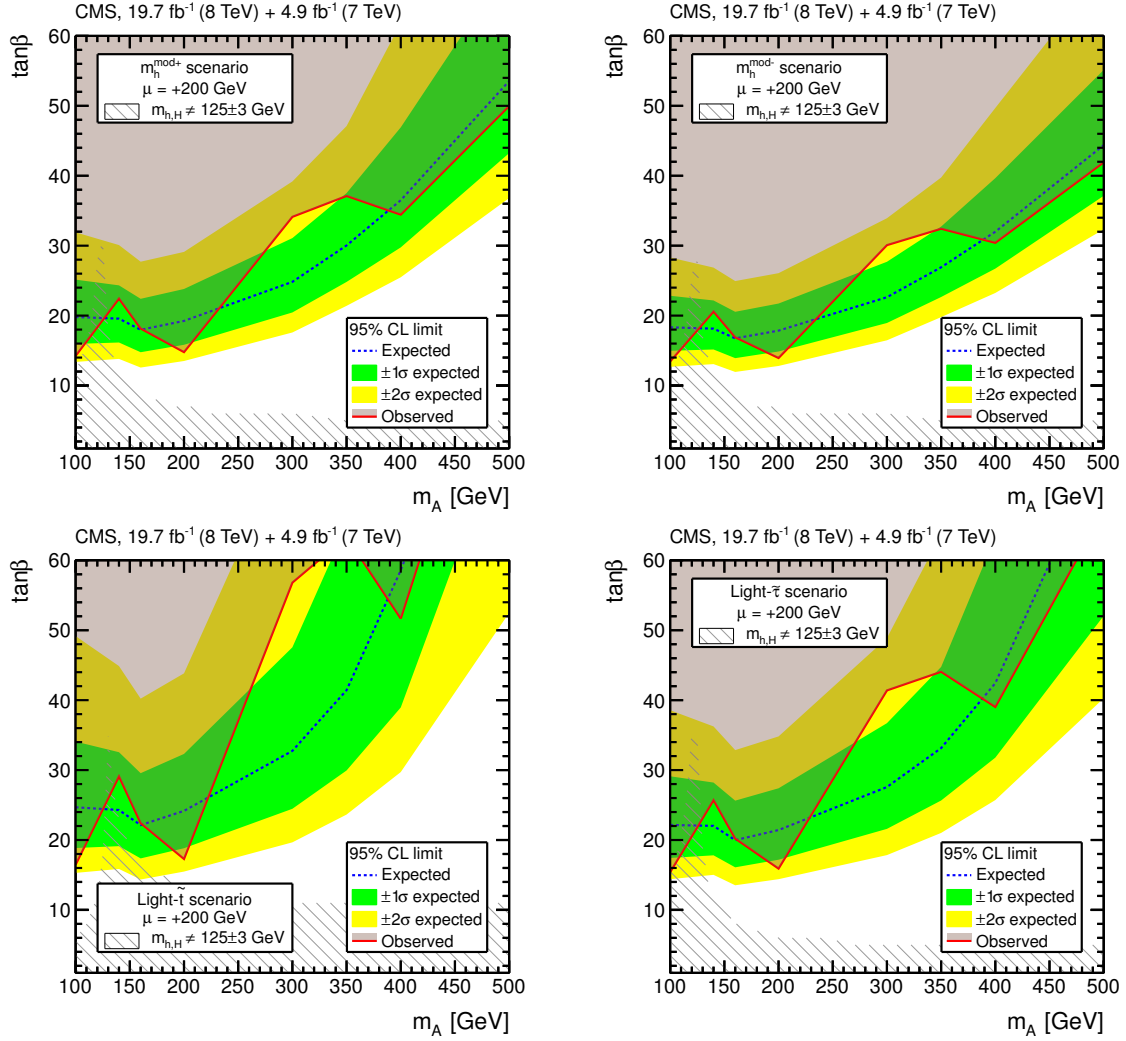 CMS, 19.7 fb⁻¹ (8 TeV) + 4.9 fb⁻¹ (7 TeV)
tanβ
60
50
40
30
20
10
m_h^mod+ scenario
μ = +200 GeV
m_h,H ≠ 125±3 GeV
95% CL limit
Expected
±1σ expected
±2σ expected
Observed
100 150 200 250 300 350 400 450 500
m_A [GeV]
CMS, 19.7 fb⁻¹ (8 TeV) + 4.9 fb⁻¹ (7 TeV)
tanβ
60
50
40
30
20
10
m_h^mod- scenario
μ = +200 GeV
m_h,H ≠ 125±3 GeV
95% CL limit
Expected
±1σ expected
±2σ expected
Observed
100 150 200 250 300 350 400 450 500
m_A [GeV]
CMS, 19.7 fb⁻¹ (8 TeV) + 4.9 fb⁻¹ (7 TeV)
tanβ
60
50
40
30
20
10
95% CL limit
Expected
±1σ expected
±2σ expected
Observed
Light-t̃ scenario
μ = +200 GeV
m_h,H ≠ 125±3 GeV
100 150 200 250 300 350 400 450 500
m_A [GeV]
CMS, 19.7 fb⁻¹ (8 TeV) + 4.9 fb⁻¹ (7 TeV)
tanβ
60
50
40
30
20
10
Light-τ̃ scenario
μ = +200 GeV
m_h,H ≠ 125±3 GeV
95% CL limit
Expected
±1σ expected
±2σ expected
Observed
100 150 200 250 300 350 400 450 500
m_A [GeV]